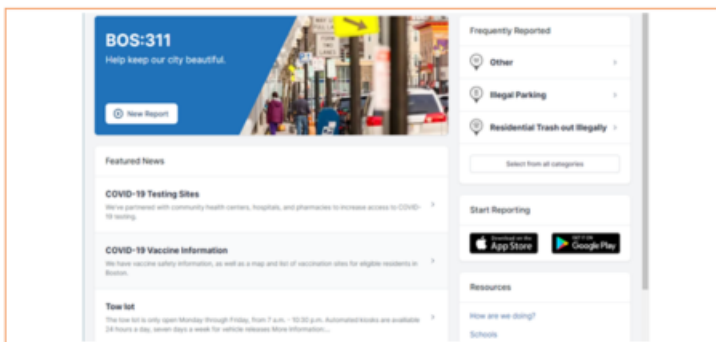 BOS:311
Help keep our city beautiful.
New Report
Featured News
COVID-19 Testing Sites
We've partnered with community health centers, hospitals, and pharmacies to increase access to COVID-
19 testing.
COVID-19 Vaccine Information
We have vaccine safety information, as well as a map and list of vaccination sites for eligible residents in
Boston.
Tow lot
The tow lot is only open Monday through Friday, from 7 a.m. - 10:30 p.m. Automated kiosks are available
24 hours a day, seven days a week for vehicle releases More Information...
Frequently Reported
Other
Illegal Parking
Residential Trash out Illegally
Select from all categories
Start Reporting
Download on the
App Store
GET IT ON
Google Play
Resources
How are we doing?
Schools